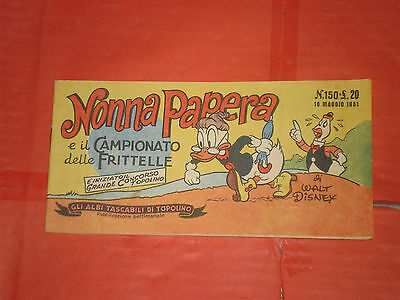 Nonna Papera
e il CAMPIONATO
delle FRITTELLE
È INIZIATO IL
GRANDE CONCORSO
TOPOLINO
N.150-£.20
10 MAGGIO 1951
di
WALT
DISNEY
GLI ALBI TASCABILI DI TOPOLINO
Pubblicazione settimanale